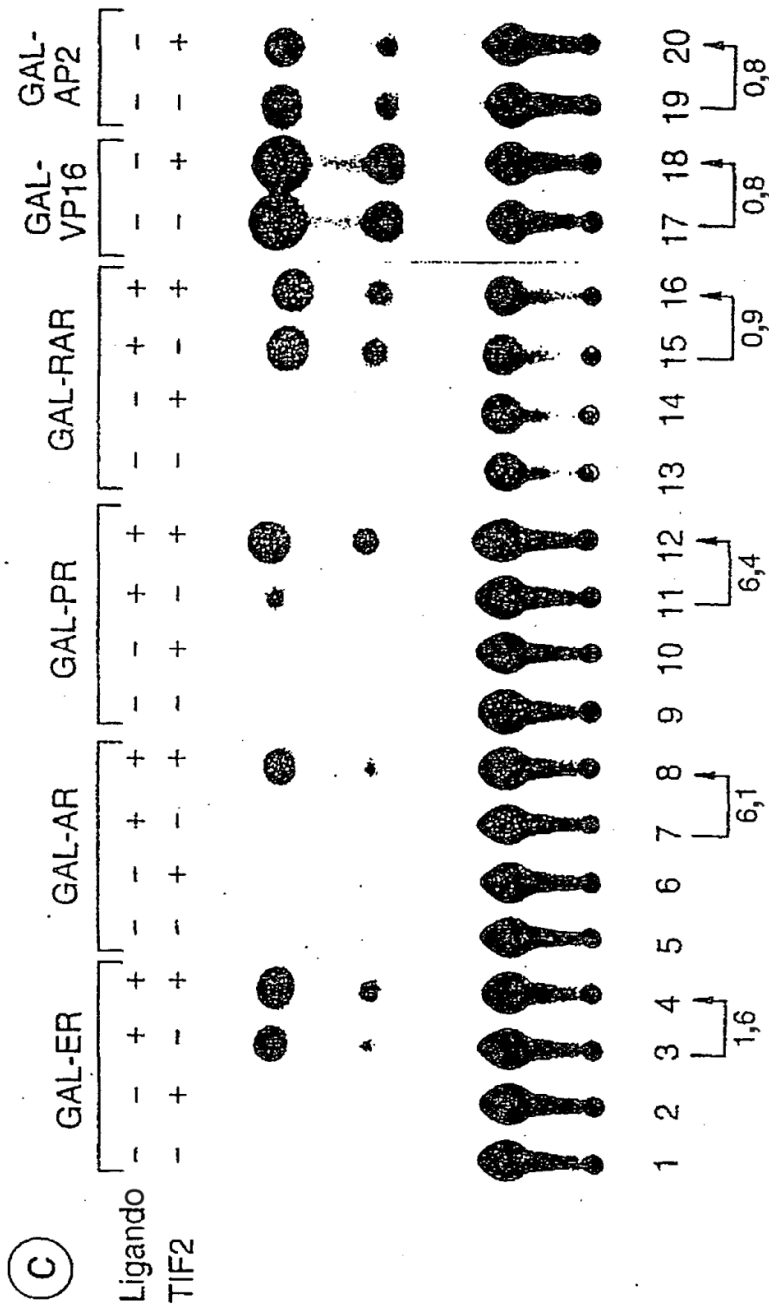 C
GAL-ER GAL-AR GAL-PR GAL-RAR GAL-VP16 GAL-AP2
Ligando - - + + - - + + - - + + - - + + - - - -
TIF2 - + - + - + - + - + - + - + - + - + - +
1 2 3 4 5 6 7 8 9 10 11 12 13 14 15 16 17 18 19 20
1,6 6,1 6,4 0,9 0,8 0,8